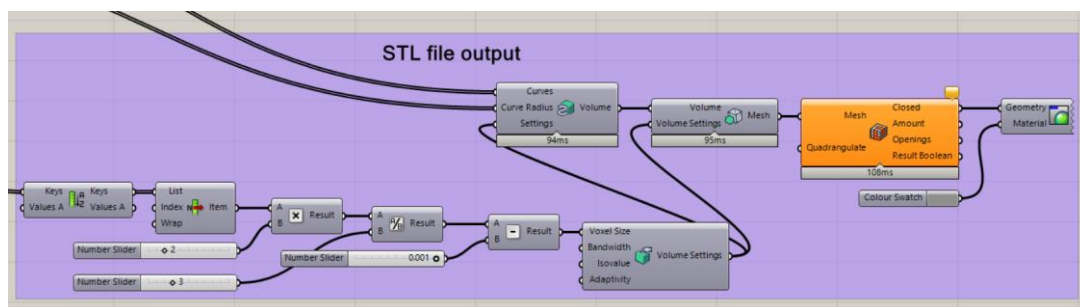 STL file output
Curves
Curve Radius Volume
Settings
94ms
Volume
Volume Settings Mesh
95ms
Mesh
Quadrangulate
Closed
Amount
Openings
Result Boolean
108ms
Geometry
Material
Colour Swatch
Keys Keys
Values A Values A
List
Index Item
Wrap
A
B Result
A
B Result
A
B Result
Number Slider 2
Number Slider 0.001
Number Slider 3
Voxel Size
Bandwidth
Isovalue
Adaptivity
Volume Settings